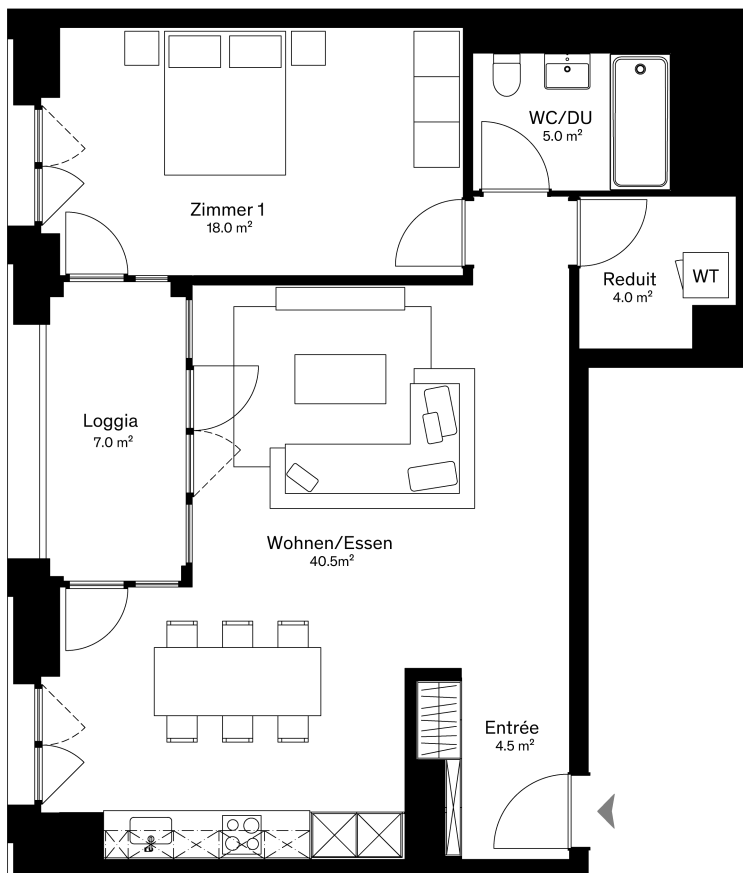 WC/DU
5.0 m²
Zimmer 1
18.0 m²
Reduit
4.0 m²
WT
Loggia
7.0 m²
Wohnen/Essen
40.5m²
Entrée
4.5 m²